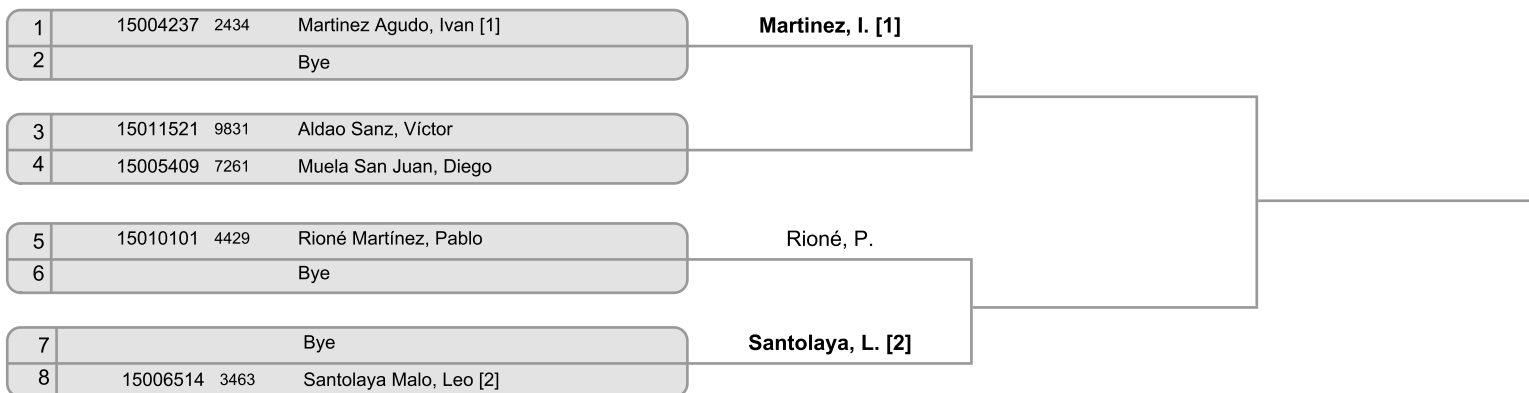 1 15004237 2434 Martinez Agudo, Ivan [1] Martinez, I. [1]
2 Bye
3 15011521 9831 Aldao Sanz, Víctor
4 15005409 7261 Muela San Juan, Diego
5 15010101 4429 Rioné Martínez, Pablo Rioné, P.
6 Bye
7 Bye Santolaya, L. [2]
8 15006514 3463 Santolaya Malo, Leo [2]